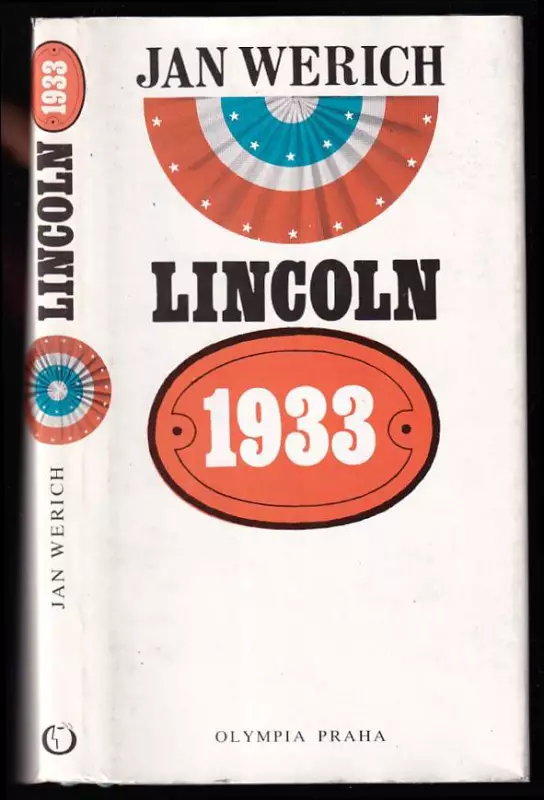 JAN WERICH
LINCOLN
1933
OLYMPIA PRAHA
1933
LINCOLN
JAN WERICH